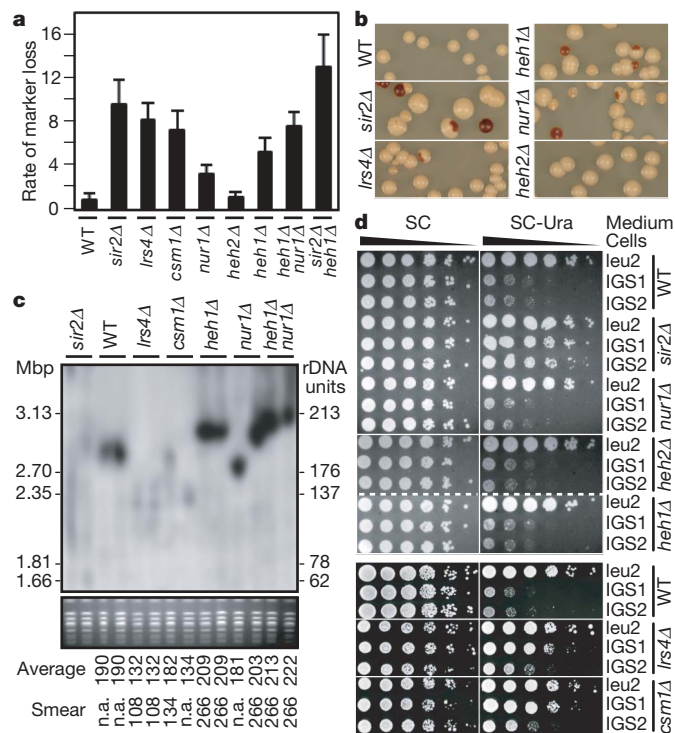 a
16
12
8
4
0
Rate of marker loss
WT
sir2Δ
lrs4Δ
csm1Δ
nur1Δ
heh2Δ
heh1Δ
heh1Δ nur1Δ
sir2Δ heh1Δ
b
WT
sir2Δ
lrs4Δ
heh1Δ
nur1Δ
heh2Δ
c
sir2Δ
WT
lrs4Δ
csm1Δ
heh1Δ
nur1Δ
heh1Δ nur1Δ
Mbp
rDNA units
3.13
213
2.70
176
2.35
137
1.81
78
1.66
62
Average 190 190 132 132 182 134 209 209 181 203 213 222
Smear n.a. n.a. 108 108 134 n.a. 266 266 n.a. 266 266 266
d
SC SC-Ura Medium
Cells
leu2
IGS1 WT
IGS2
leu2
IGS1 sir2Δ
IGS2
leu2
IGS1 nur1Δ
IGS2
leu2
IGS1 heh2Δ
IGS2
leu2
IGS1 heh1Δ
IGS2
leu2
IGS1 WT
IGS2
leu2
IGS1 lrs4Δ
IGS2
leu2
IGS1 csm1Δ
IGS2